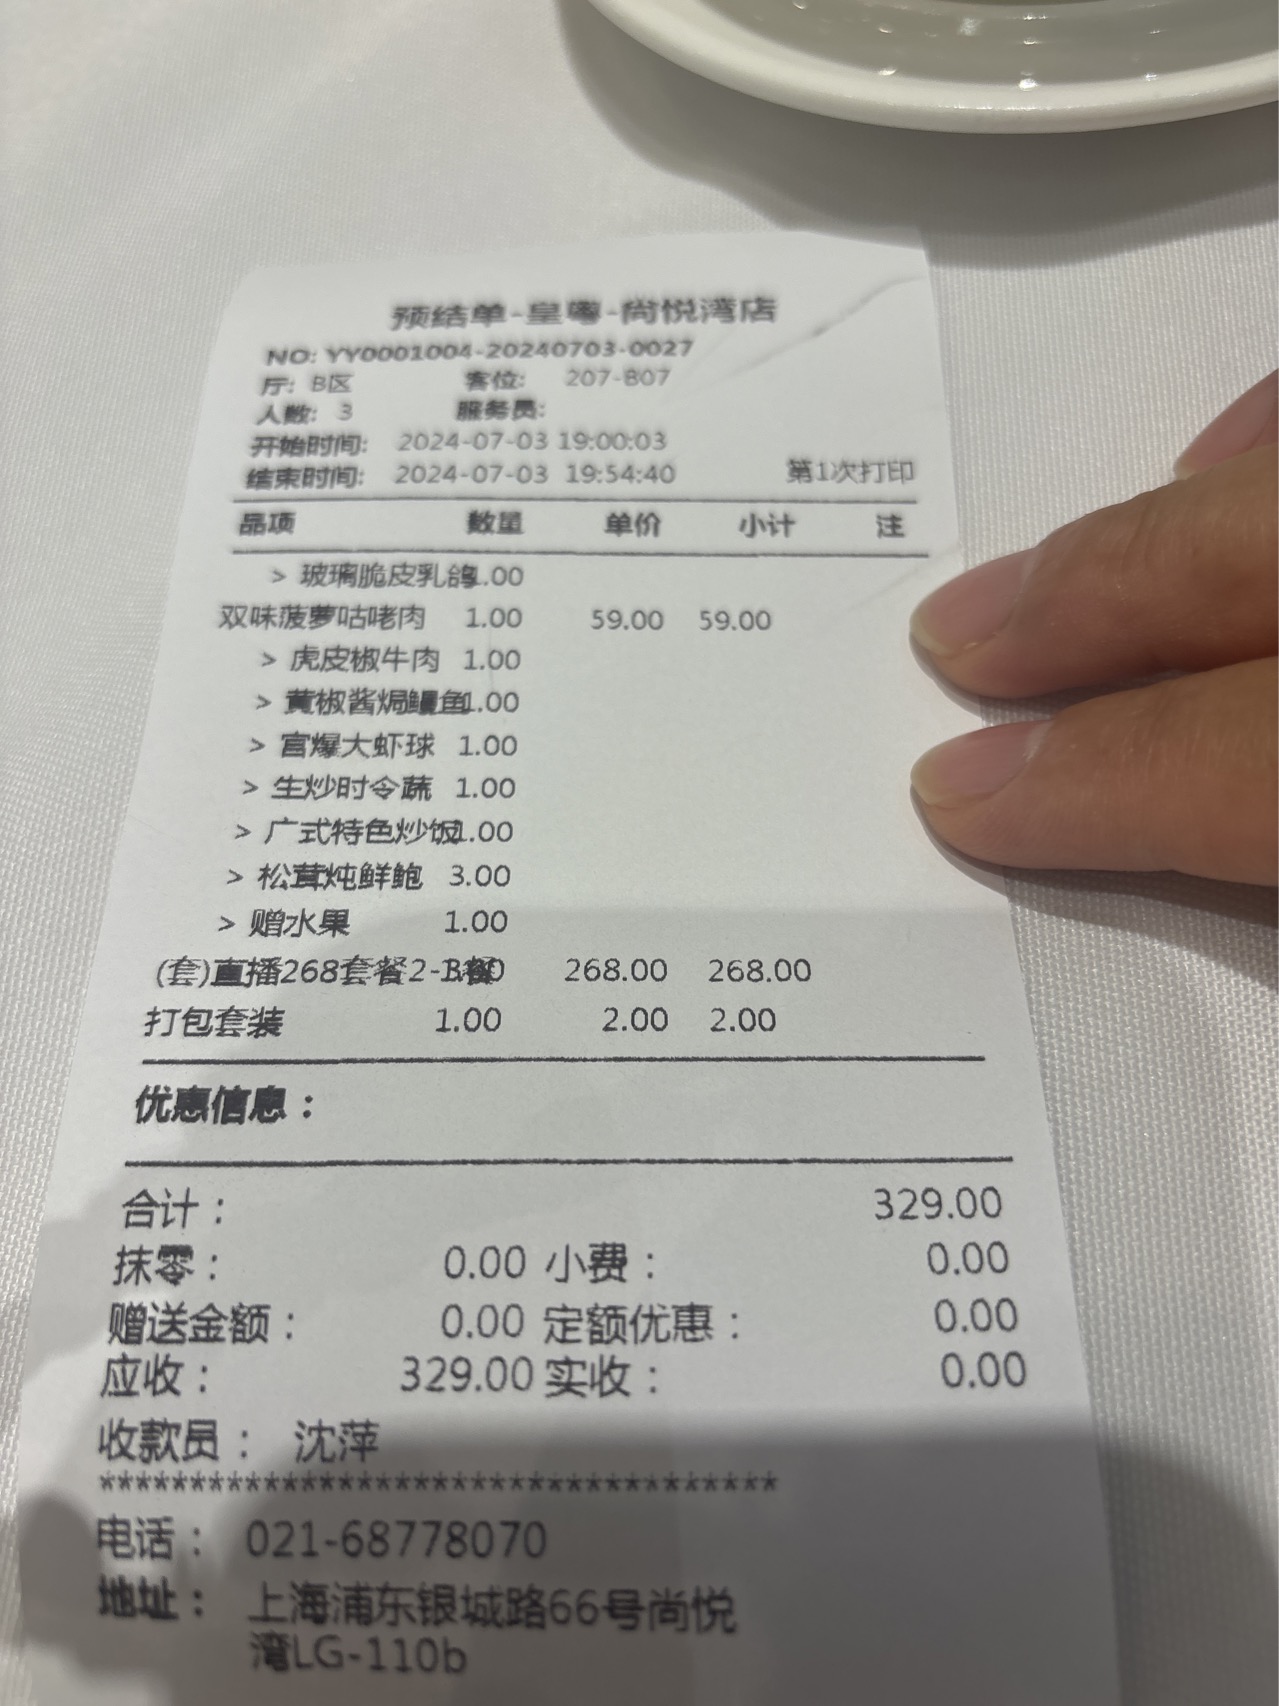 预结单-皇粤-尚悦湾店
NO: YY0001004-20240703-0027
厅: B区 客位: 207-B07
人数: 3 服务员:
开始时间: 2024-07-03 19:00:03
结束时间: 2024-07-03 19:54:40 第1次打印
品项 数量 单价 小计 注
> 玻璃脆皮乳鸽1.00
双味菠萝咕咾肉 1.00 59.00 59.00
> 虎皮椒牛肉 1.00
> 黄椒酱焗鳗鱼1.00
> 宫爆大虾球 1.00
> 生炒时令蔬 1.00
> 广式特色炒饭1.00
> 松茸炖鲜鲍 3.00
> 赠水果 1.00
(套)直播268套餐2- 268.00 268.00
打包套装 1.00 2.00 2.00
优惠信息：
合计： 329.00
抹零： 0.00 小费： 0.00
赠送金额： 0.00 定额优惠： 0.00
应收： 329.00 实收： 0.00
收款员： 沈萍
*************************************
电话： 021-68778070
地址： 上海浦东银城路66号尚悦
湾LG-110b